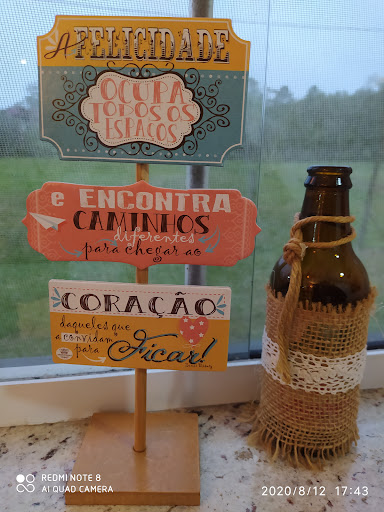 A FELICIDADE
OCUPA
TODOS OS
ESPAÇOS
e ENCONTRA
CAMINHOS
diferentes
para chegar ao
CORAÇÃO
daqueles que
a convidam
para Ficar!
REDMI NOTE 8
AI QUAD CAMERA
2020/8/12 17:43